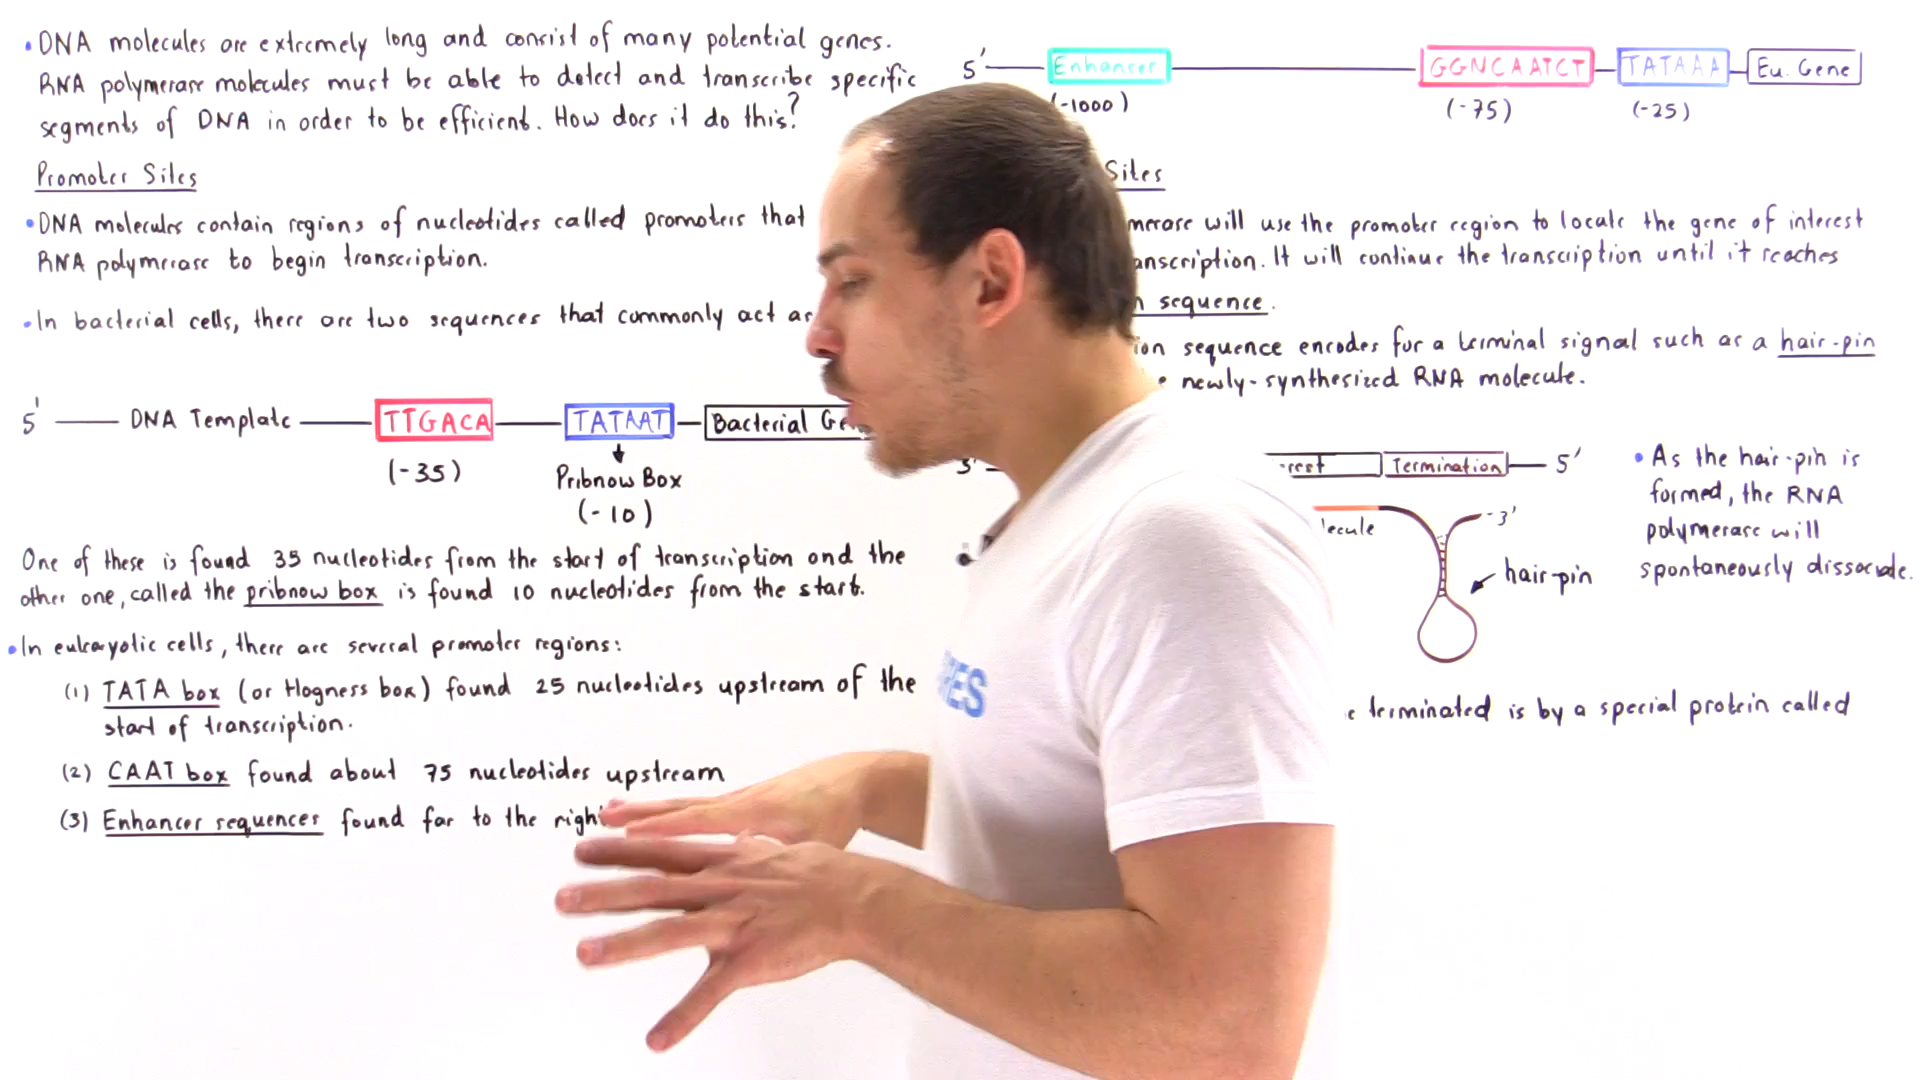 • DNA molecules are extremely long and consist of many potential genes.
RNA polymerase molecules must be able to detect and transcribe specific
segments of DNA in order to be efficient. How does it do this?
Promoter Sites
• DNA molecules contain regions of nucleotides called promoters that
RNA polymerase to begin transcription.
• In bacterial cells, there are two sequences that commonly act as
5' DNA Template TTGACA TATAAT Bacterial
(-35)
Pribnow Box
(-10)
One of these is found 35 nucleotides from the start of transcription and the
other one, called the pribnow box is found 10 nucleotides from the start.
• In eukaryotic cells, there are several promoter regions:
(1) TATA box (or Hogness box) found 25 nucleotides upstream of the
start of transcription.
(2) CAAT box found about 75 nucleotides upstream
(3) Enhancer sequences found far to the right
5' Enhancer GGNCAATCT TATAAA Eu. Gene
(-1000) (-75) (-25)
Sites
will use the promoter region to locate the gene of interest
It will continue the transcription until it reaches
sequence.
sequence encodes for a terminal signal such as a hair-pin
newly-synthesized RNA molecule.
3' Termination 5'
3'
hair-pin
• As the hair-pin is
formed, the RNA
polymerase will
spontaneously dissociate.
terminated is by a special protein called